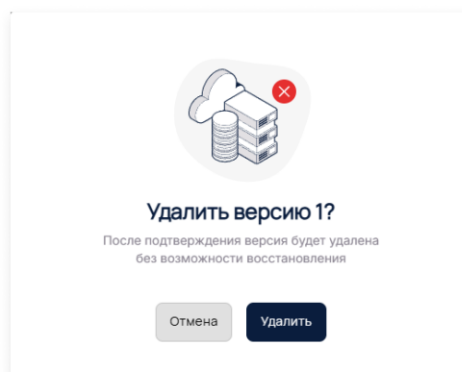 Удалить версию 1?
После подтверждения версия будет удалена
без возможности восстановления
Отмена
Удалить